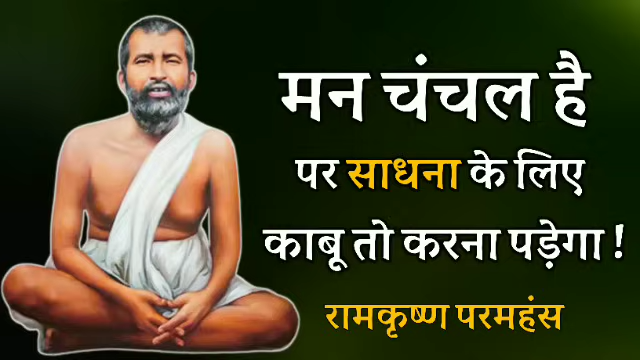 मन चंचल है
पर साधना के लिए
काबू तो करना पड़ेगा !
रामकृष्ण परमहंस